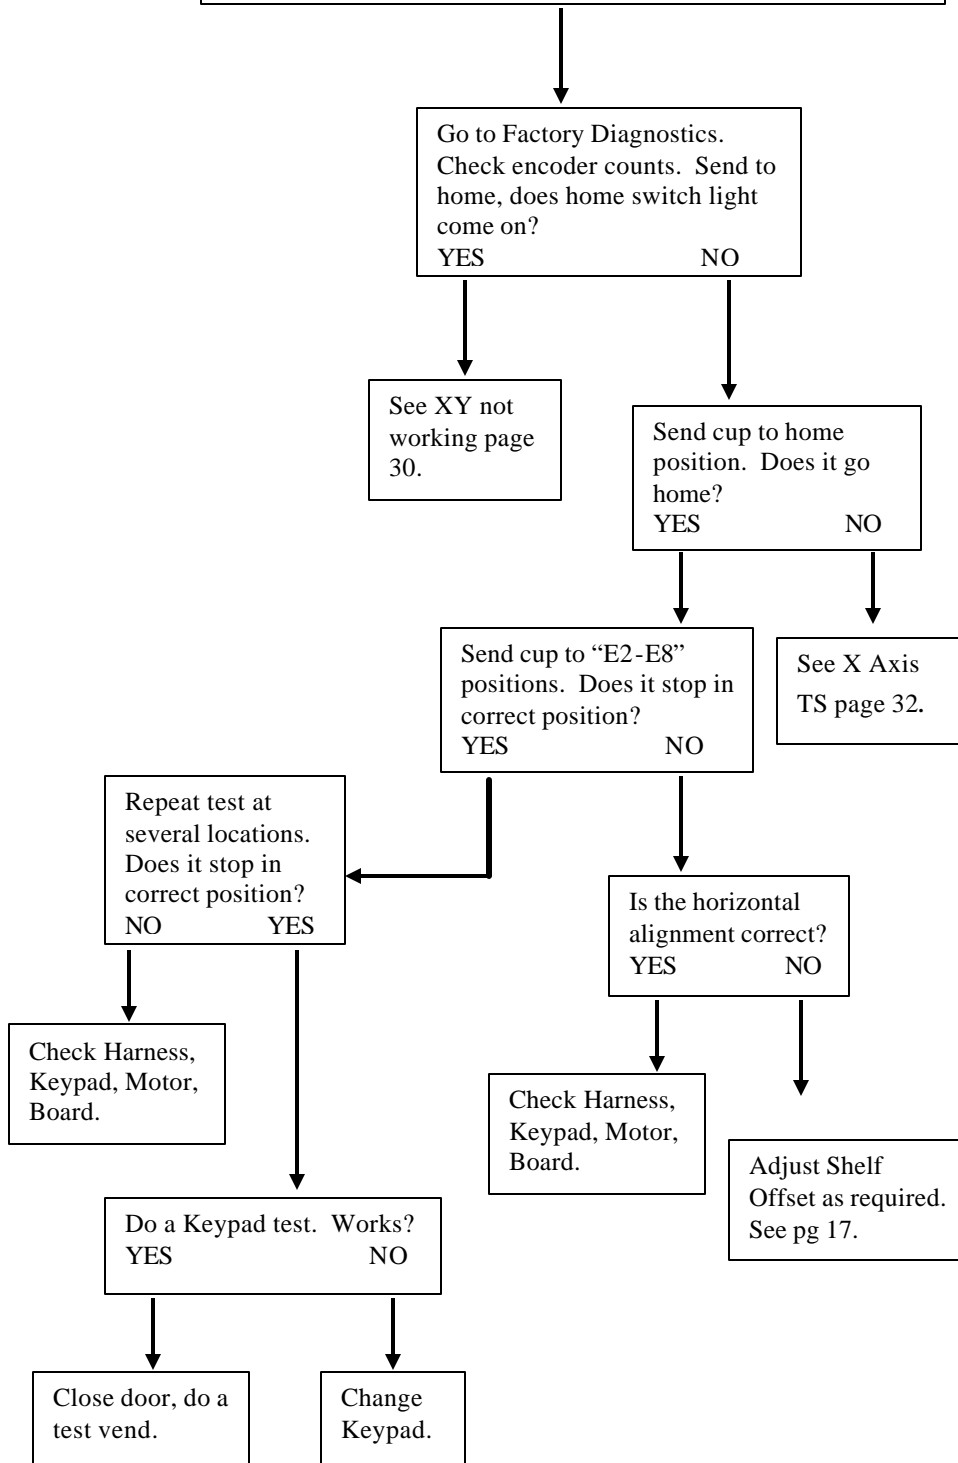 Go to Factory Diagnostics.
Check encoder counts.  Send to
home, does home switch light
come on?
YES NO
See XY not
working page
30.
Send cup to home
position.  Does it go
home?
YES NO
Send cup to “E2-E8”
positions.  Does it stop in
correct position?
YES NO
See X Axis
TS page 32.
Repeat test at
several locations.
Does it stop in
correct position?
NO YES
Is the horizontal
alignment correct?
YES NO
Check Harness,
Keypad, Motor,
Board.
Check Harness,
Keypad, Motor,
Board.
Adjust Shelf
Offset as required.
See pg 17.
Do a Keypad test.  Works?
YES NO
Close door, do a
test vend.
Change
Keypad.